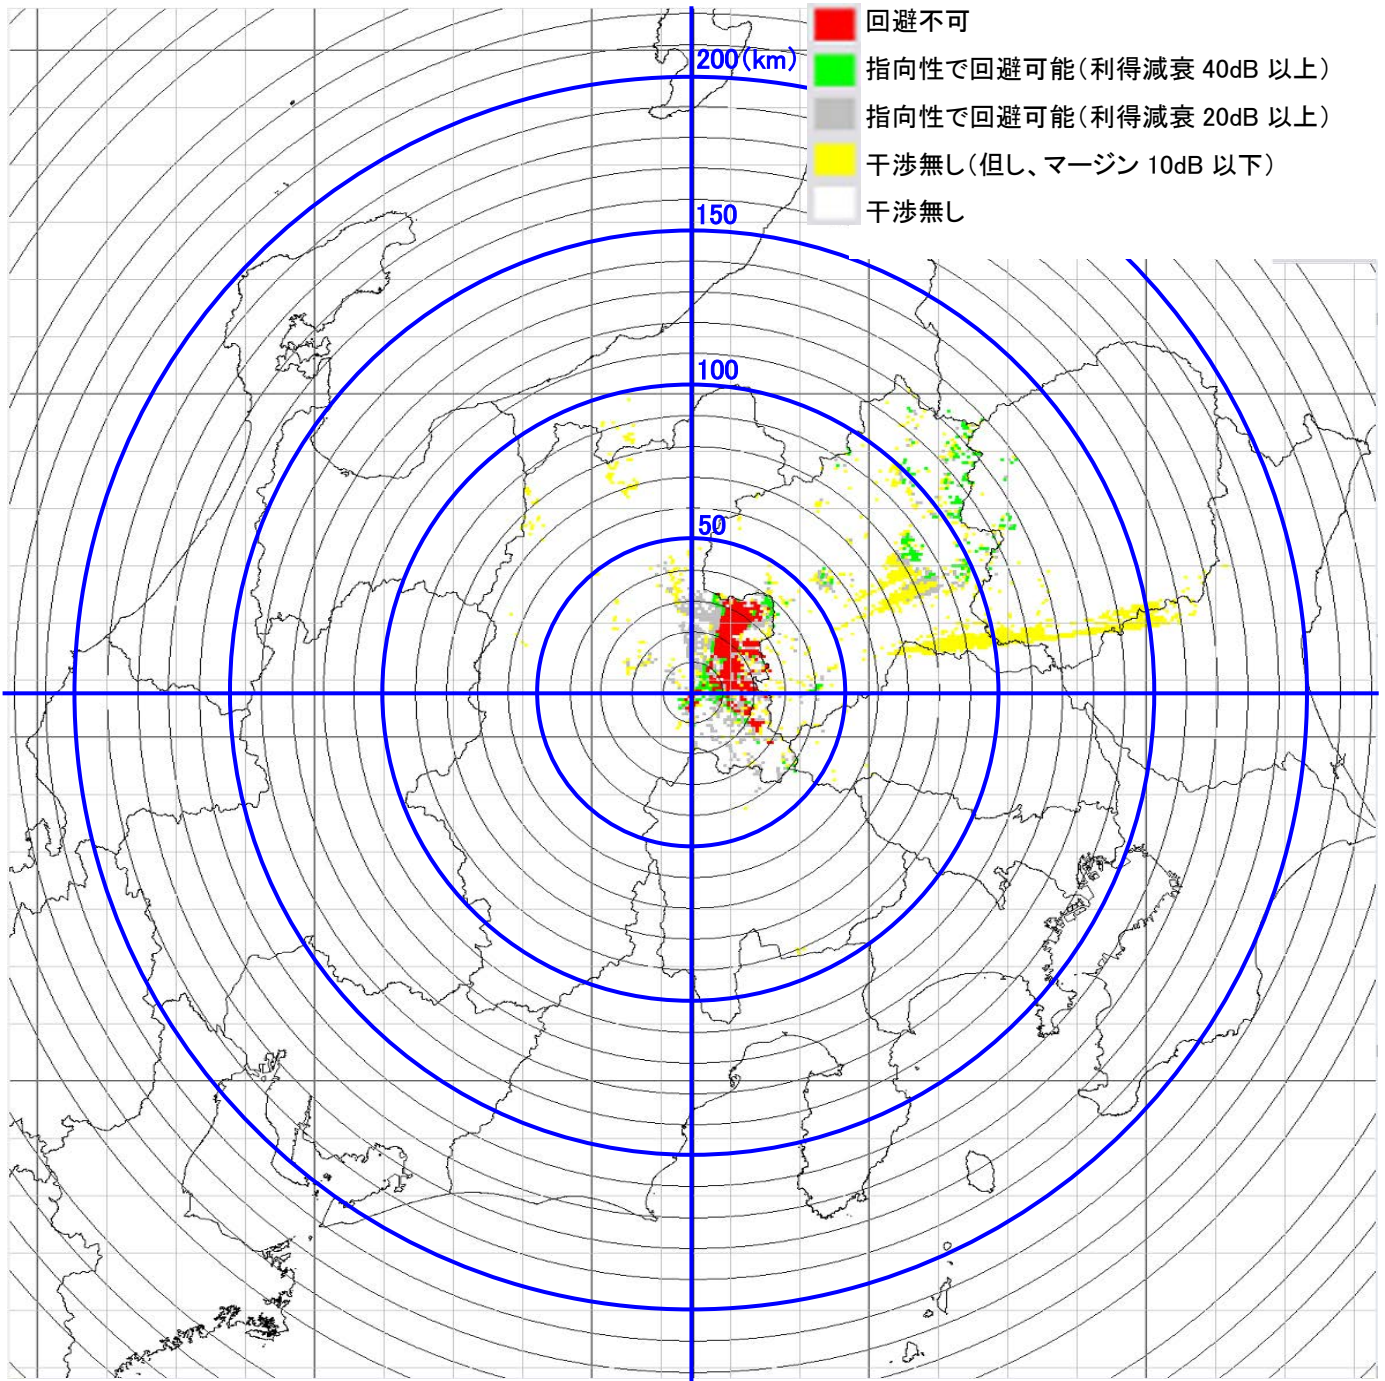 回避不可
指向性で回避可能(利得減衰 40dB 以上)
指向性で回避可能(利得減衰 20dB 以上)
干渉無し(但し、マージン 10dB 以下)
干渉無し
200(km)
150
100
50